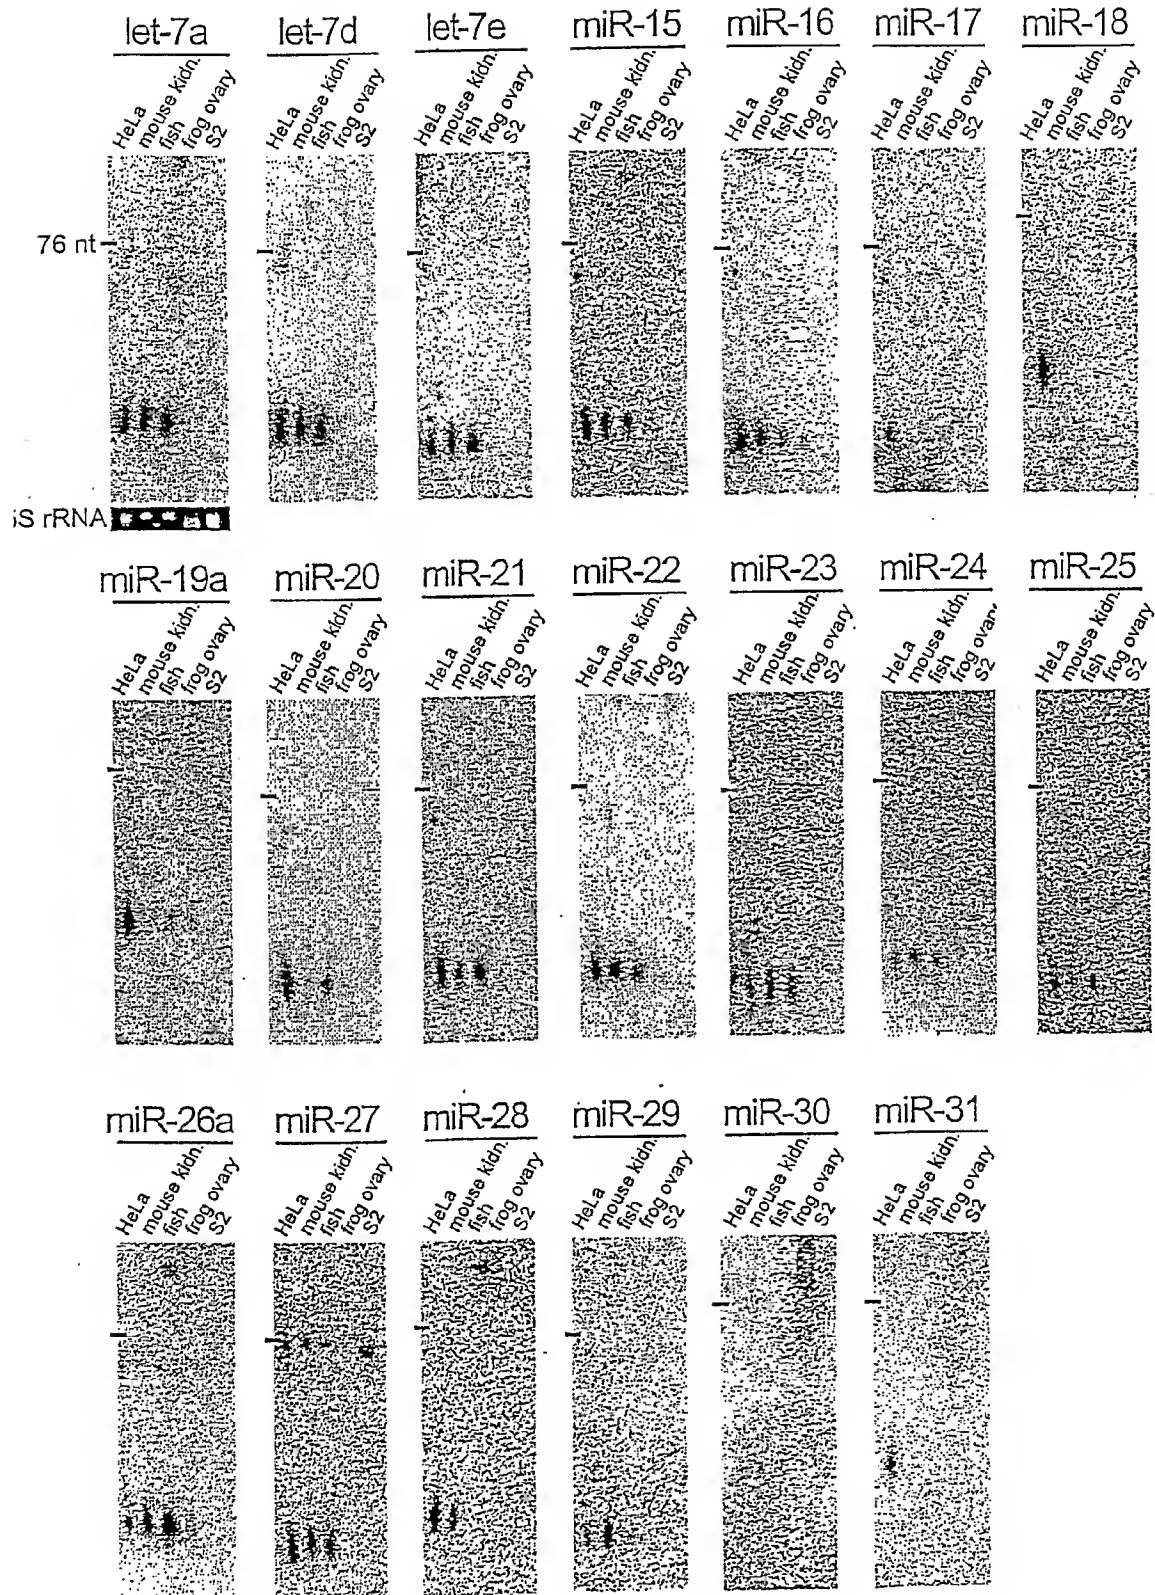 let-7a let-7d let-7e miR-15 miR-16 miR-17 miR-18
HeLa mouse kidn. fish frog ovary S2 HeLa mouse kidn. fish frog ovary S2 HeLa mouse kidn. fish frog ovary S2 HeLa mouse kidn. fish frog ovary S2 HeLa mouse kidn. fish frog ovary S2 HeLa mouse kidn. fish frog ovary S2 HeLa mouse kidn. fish frog ovary S2
76 nt
S rRNA
miR-19a miR-20 miR-21 miR-22 miR-23 miR-24 miR-25
HeLa mouse kidn. fish frog ovary S2 HeLa mouse kidn. fish frog ovary S2 HeLa mouse kidn. fish frog ovary S2 HeLa mouse kidn. fish frog ovary S2 HeLa mouse kidn. fish frog ovary S2 HeLa mouse kidn. fish frog ovary S2 HeLa mouse kidn. fish frog ovary S2
miR-26a miR-27 miR-28 miR-29 miR-30 miR-31
HeLa mouse kidn. fish frog ovary S2 HeLa mouse kidn. fish frog ovary S2 HeLa mouse kidn. fish frog ovary S2 HeLa mouse kidn. fish frog ovary S2 HeLa mouse kidn. fish frog ovary S2 HeLa mouse kidn. fish frog ovary S2